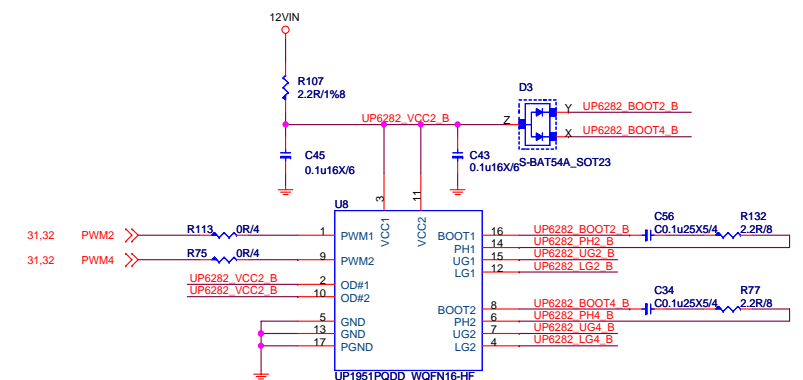 12VIN
R107
2.2R/1%8
D3
UP6282_VCC2_B
Z
Y
UP6282_BOOT2_B
X
UP6282_BOOT4_B
S-BAT54A_SOT23
C45
0.1u16X/6
C43
0.1u16X/6
3
11
U8
VCC1
VCC2
31,32
PWM2
R113
0R/4
1
PWM1
31,32
PWM4
R75
0R/4
9
PWM2
UP6282_VCC2_B
2
OD#1
UP6282_VCC2_B
10
OD#2
5
GND
13
GND
17
PGND
BOOT1
16
UP6282_BOOT2_B
PH1
14
UP6282_PH2_B
UG1
15
UP6282_UG2_B
LG1
12
UP6282_LG2_B
C56
C0.1u25X5/4
R132
2.2R/8
BOOT2
8
UP6282_BOOT4_B
PH2
6
UP6282_PH4_B
UG2
7
UP6282_UG4_B
LG2
4
UP6282_LG4_B
C34
C0.1u25X5/4
R77
2.2R/8
UP1951PQDD_WQFN16-HF